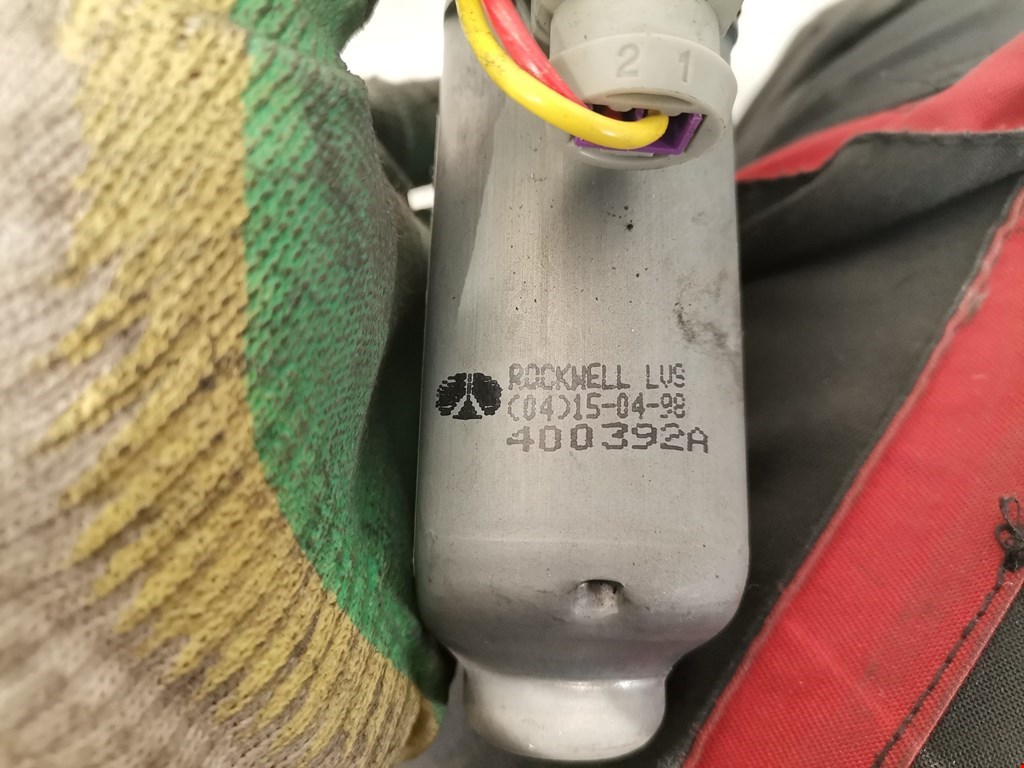 2 1
ROCKWELL LVS
(04)15-04-98
400392A